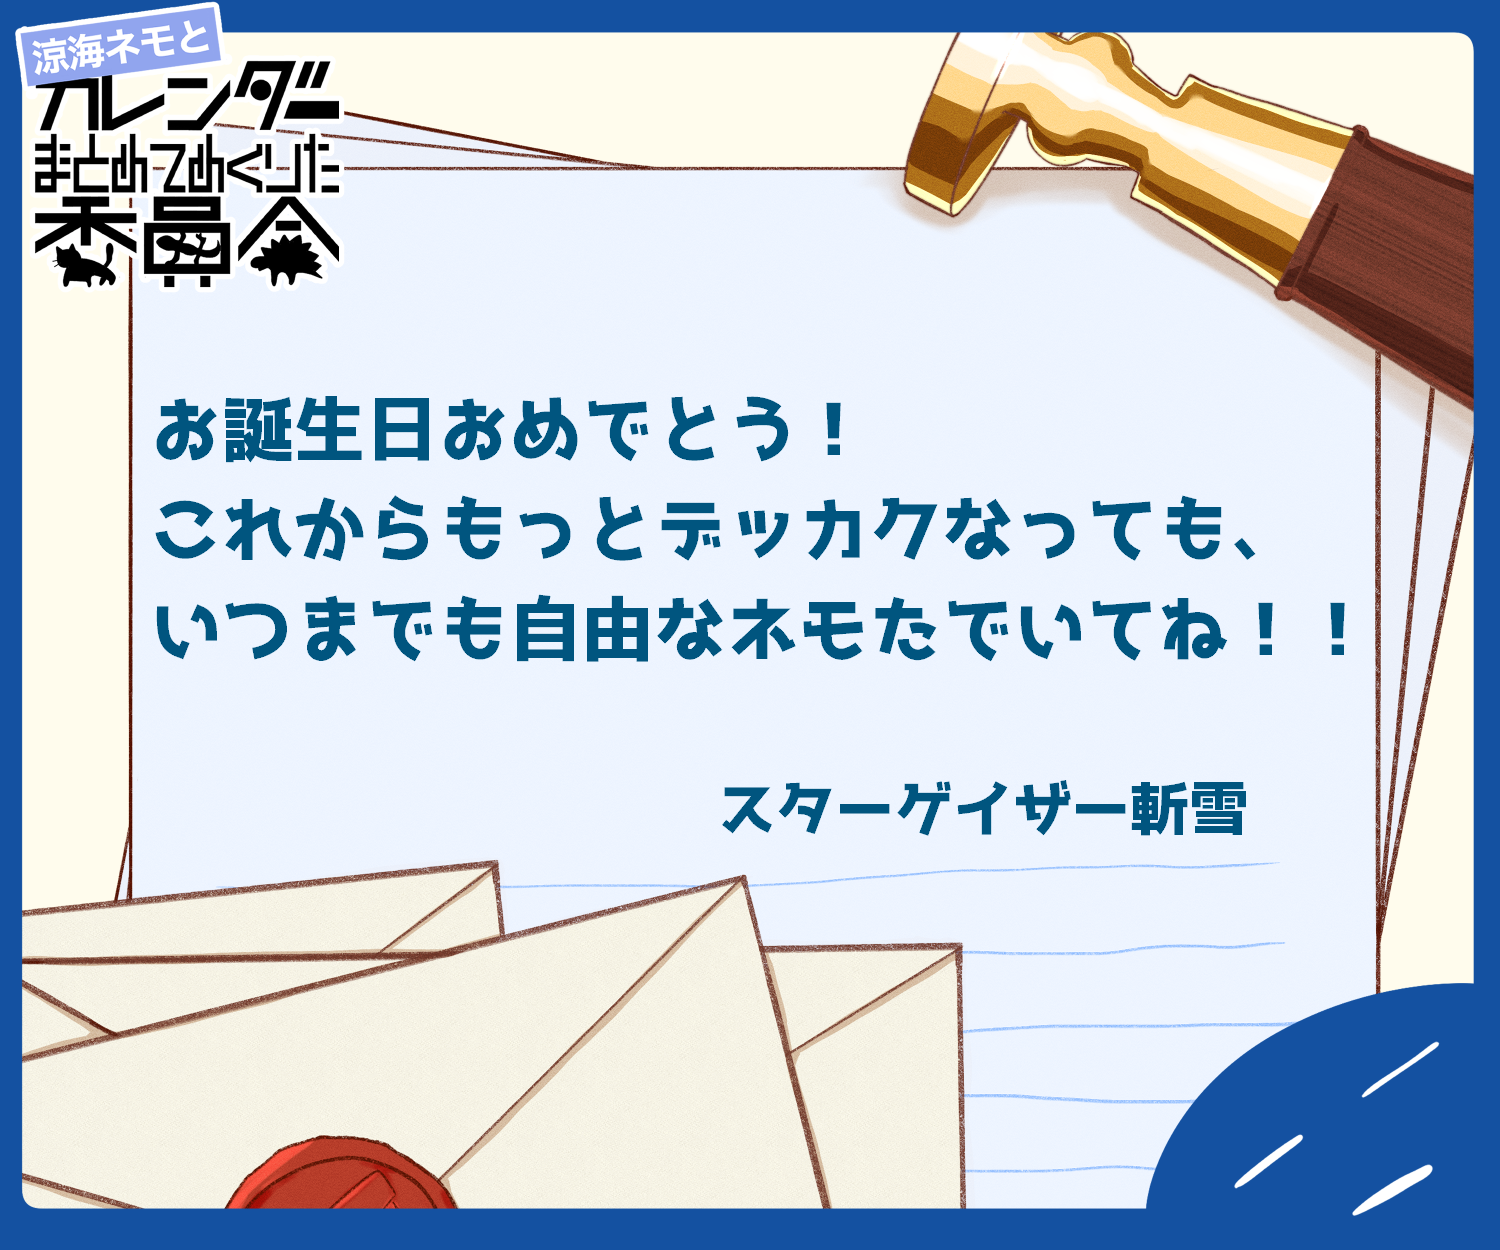 涼海ネモと
カレンダー
まとめてめくりた
委員会
お誕生日おめでとう！
これからもっとデッカクなっても、
いつまでも自由なネモたでいてね！！
スターゲイザー斬雪